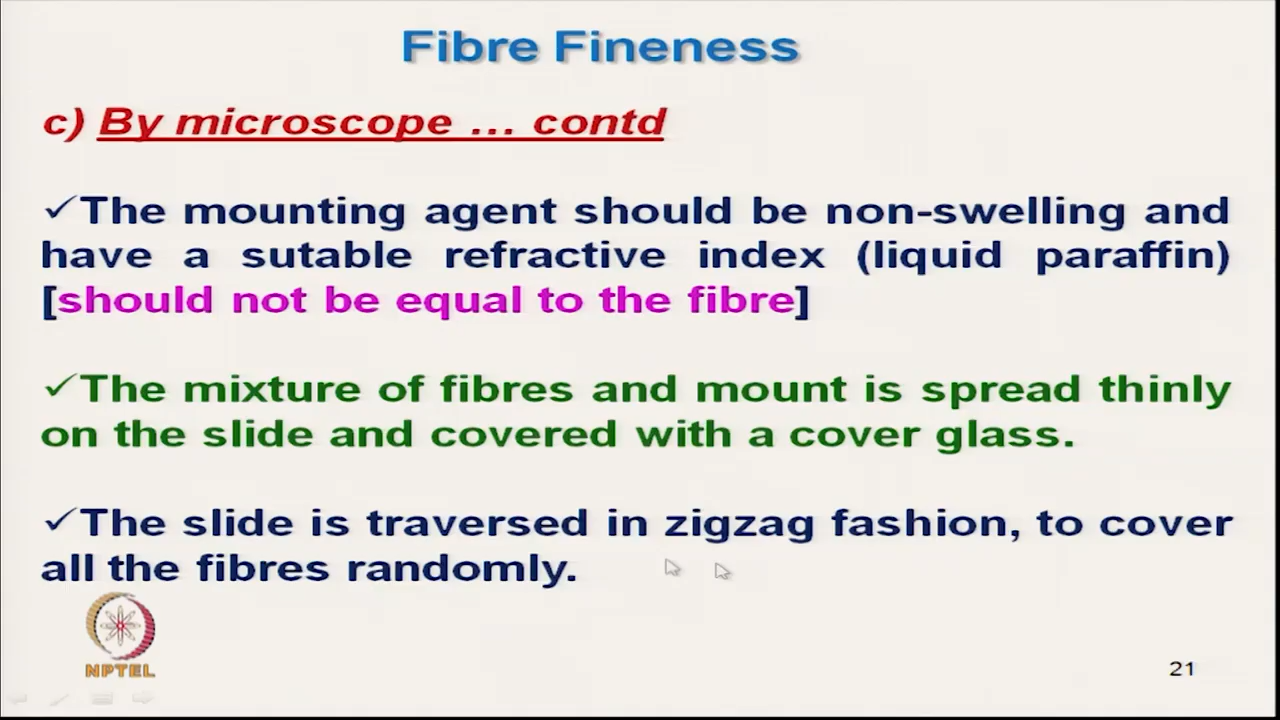 Fibre Fineness
c) By microscope ... contd
✓The mounting agent should be non-swelling and
have a sutable refractive index (liquid paraffin)
[should not be equal to the fibre]
✓The mixture of fibres and mount is spread thinly
on the slide and covered with a cover glass.
✓The slide is traversed in zigzag fashion, to cover
all the fibres randomly.
NPTEL
21